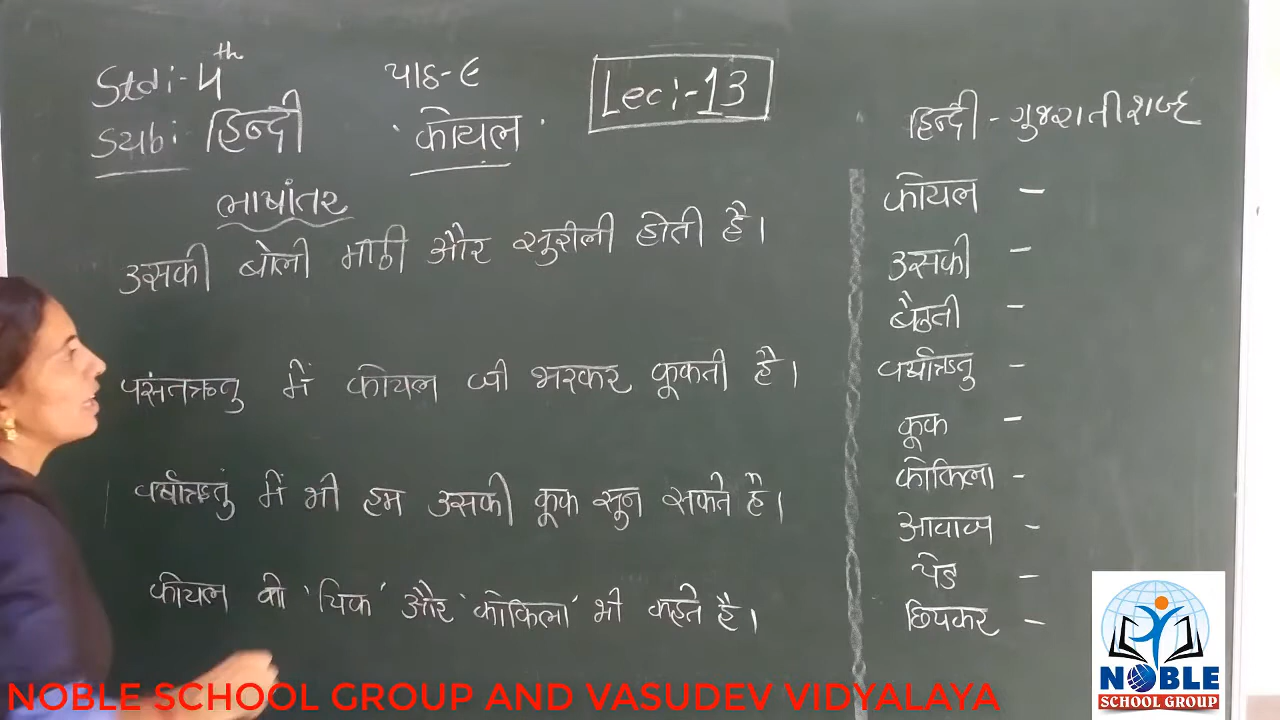 Std :- 4th
पाठ-९
Lec :- 13
Sub : हिन्दी
कोयल
भाषांतर
उसकी बोली मीठी और सुरीली होती है।
वसंतऋतु में कोयल जी भरकर कूकती है।
वर्षाऋतुं में भी हम उसकी कूक सुन सकते है।
कोयल को 'पिक' और 'कोकिला' भी कहते है।
हिन्दी - गुजराती शब्द
कोयल -
उसकी -
बैठती -
वर्षाऋतु -
कूक -
कोकिला -
आवाज -
पेड -
छिपकर -
NOBLE
SCHOOL GROUP
NOBLE SCHOOL GROUP AND VASUDEV VIDYALAYA